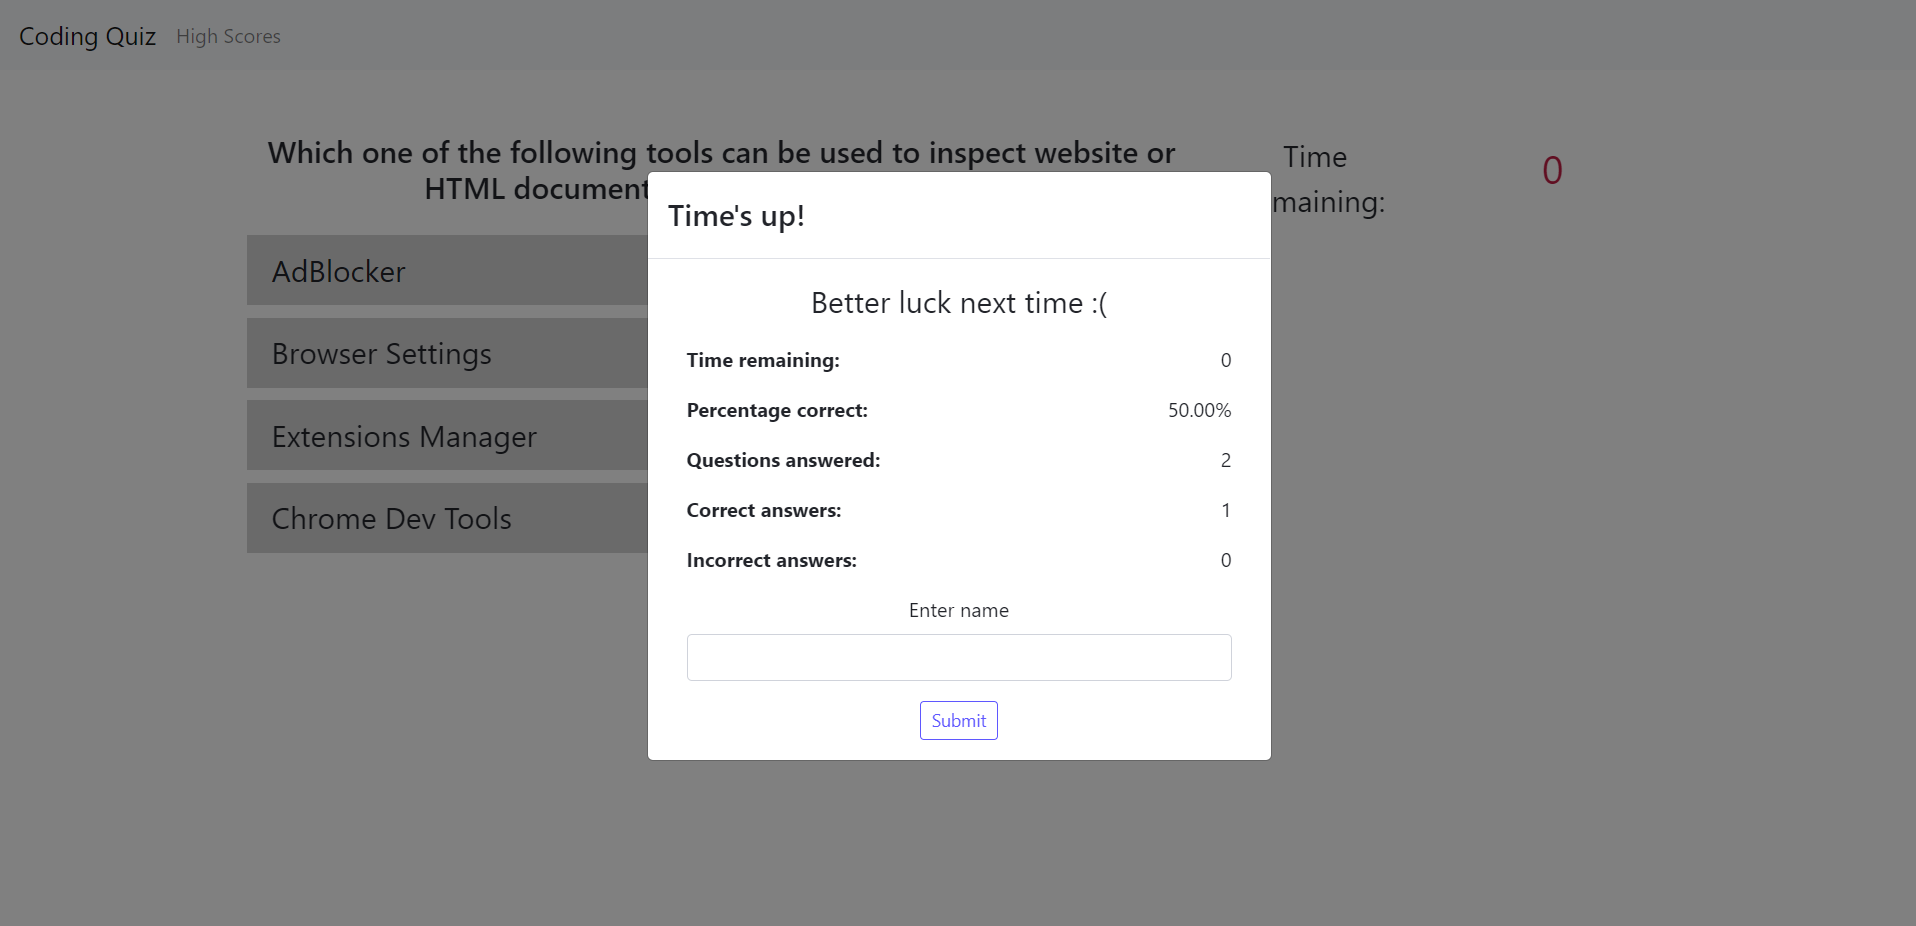 Coding Quiz High Scores
Which one of the following tools can be used to inspect website or
HTML document
Time
maining:
0
AdBlocker
Browser Settings
Extensions Manager
Chrome Dev Tools
Time's up!
Better luck next time :(
Time remaining: 0
Percentage correct: 50.00%
Questions answered: 2
Correct answers: 1
Incorrect answers: 0
Enter name
Submit